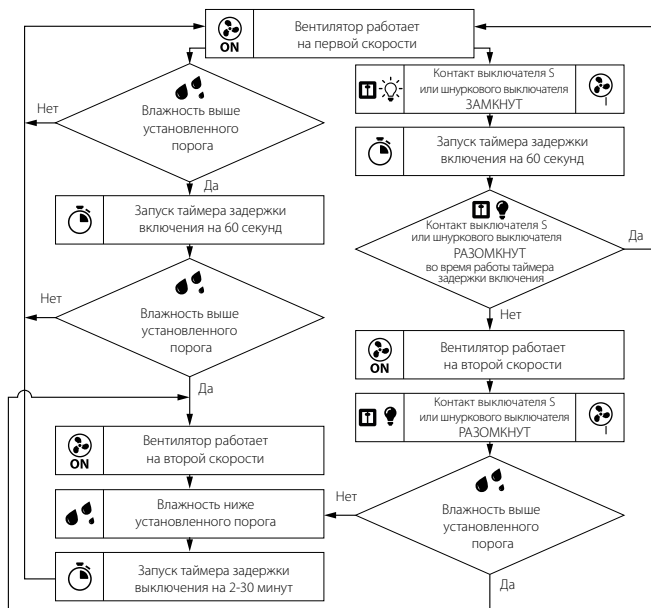 ON
Вентилятор работает
на первой скорости
Нет
Влажность выше
установленного
порога
Да
Запуск таймера задержки
включения на 60 секунд
Нет
Влажность выше
установленного
порога
Да
ON
Вентилятор работает
на второй скорости
Влажность ниже
установленного порога
Запуск таймера задержки
выключения на 2-30 минут
Контакт выключателя S
или шнуркового выключателя
ЗАМКНУТ
I
Запуск таймера задержки
включения на 60 секунд
Контакт выключателя S
или шнуркового выключателя
РАЗОМКНУТ
во время работы таймера
задержки включения
Да
Нет
ON
Вентилятор работает
на второй скорости
Контакт выключателя S
или шнуркового выключателя
РАЗОМКНУТ
I
Нет
Влажность выше
установленного
порога
Да